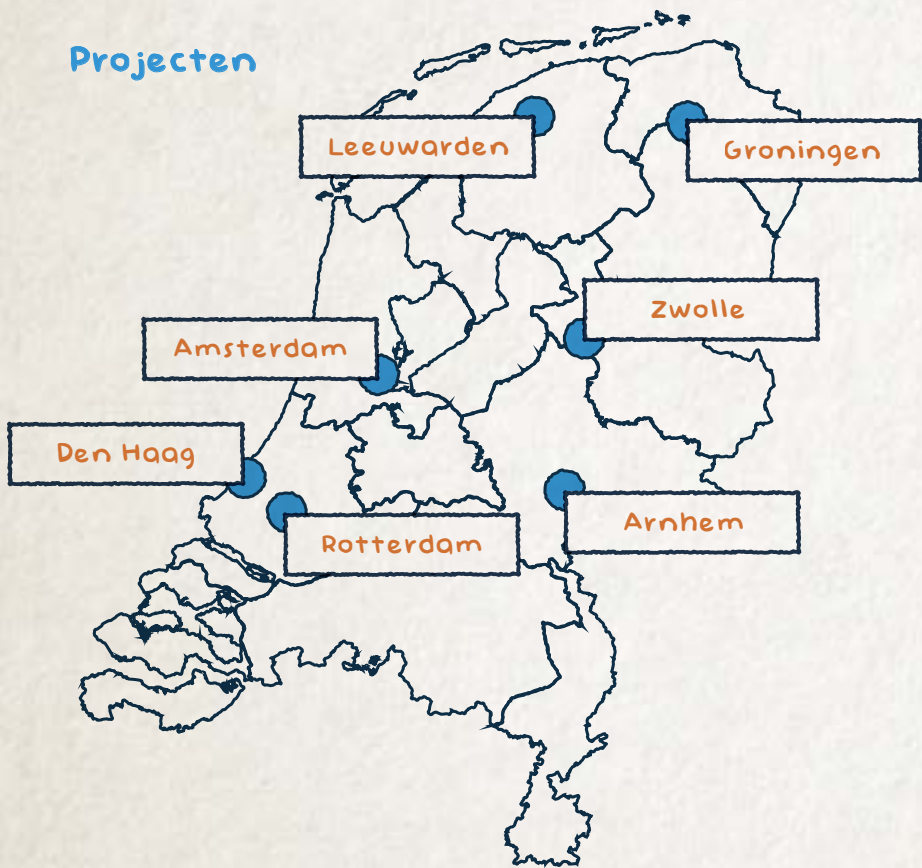 Projecten
Leeuwarden
Groningen
Zwolle
Amsterdam
Den Haag
Arnhem
Rotterdam